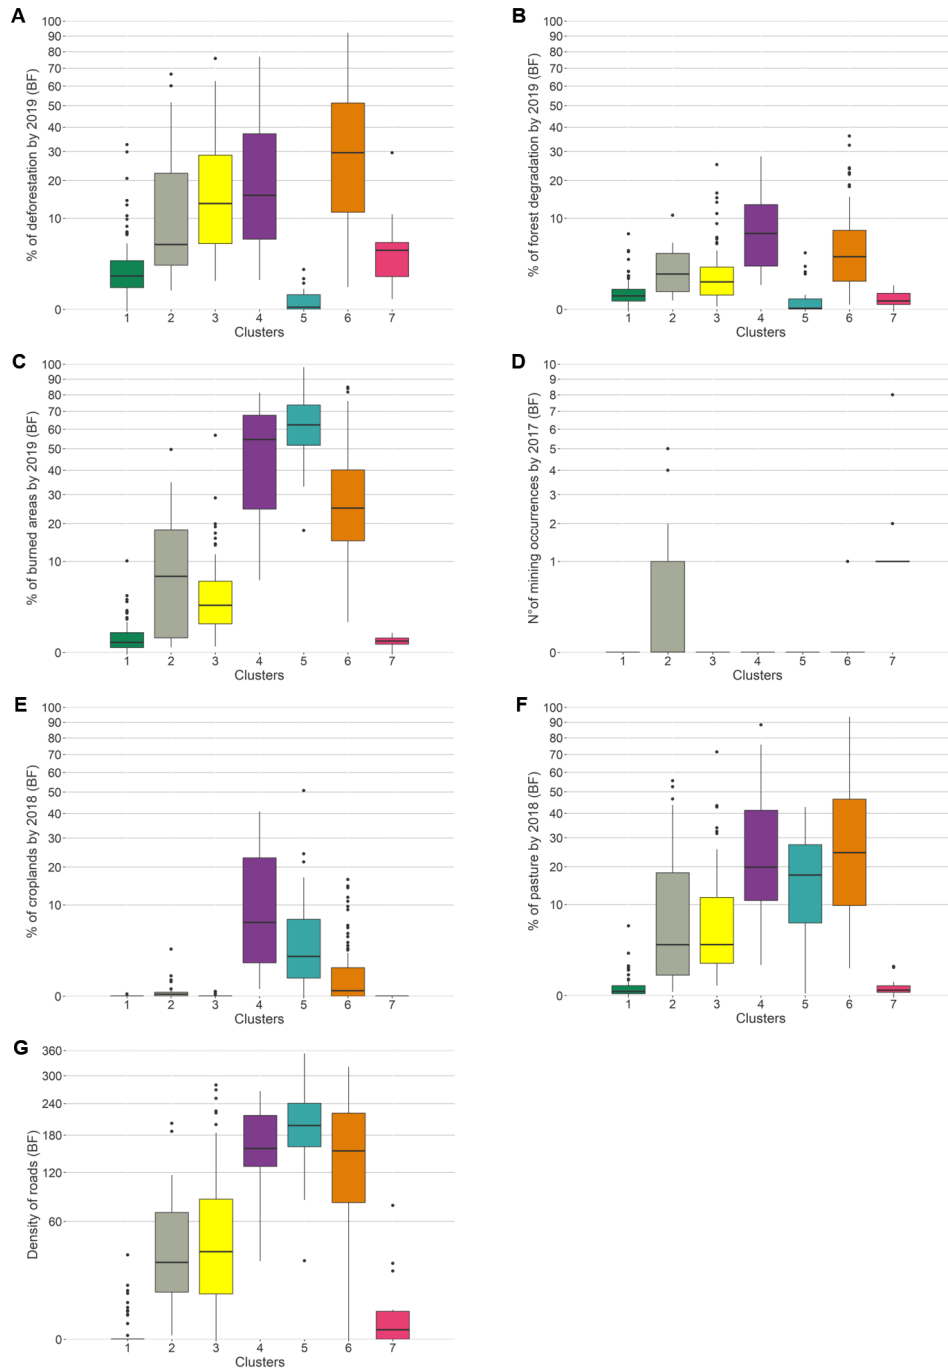 A
% of deforestation by 2019 (BF)
100
90
80
70
60
50
40
30
20
10
0
1 2 3 4 5 6 7
Clusters
B
% of forest degradation by 2019 (BF)
100
90
80
70
60
50
40
30
20
10
0
1 2 3 4 5 6 7
Clusters
C
% of burned areas by 2019 (BF)
100
90
80
70
60
50
40
30
20
10
0
1 2 3 4 5 6 7
Clusters
D
N°of mining occurrences by 2017 (BF)
10
9
8
7
6
5
4
3
2
1
0
1 2 3 4 5 6 7
Clusters
E
% of croplands by 2018 (BF)
100
90
80
70
60
50
40
30
20
10
0
1 2 3 4 5 6 7
Clusters
F
% of pasture by 2018 (BF)
100
90
80
70
60
50
40
30
20
10
0
1 2 3 4 5 6 7
Clusters
G
Density of roads (BF)
360
300
240
180
120
60
0
1 2 3 4 5 6 7
Clusters